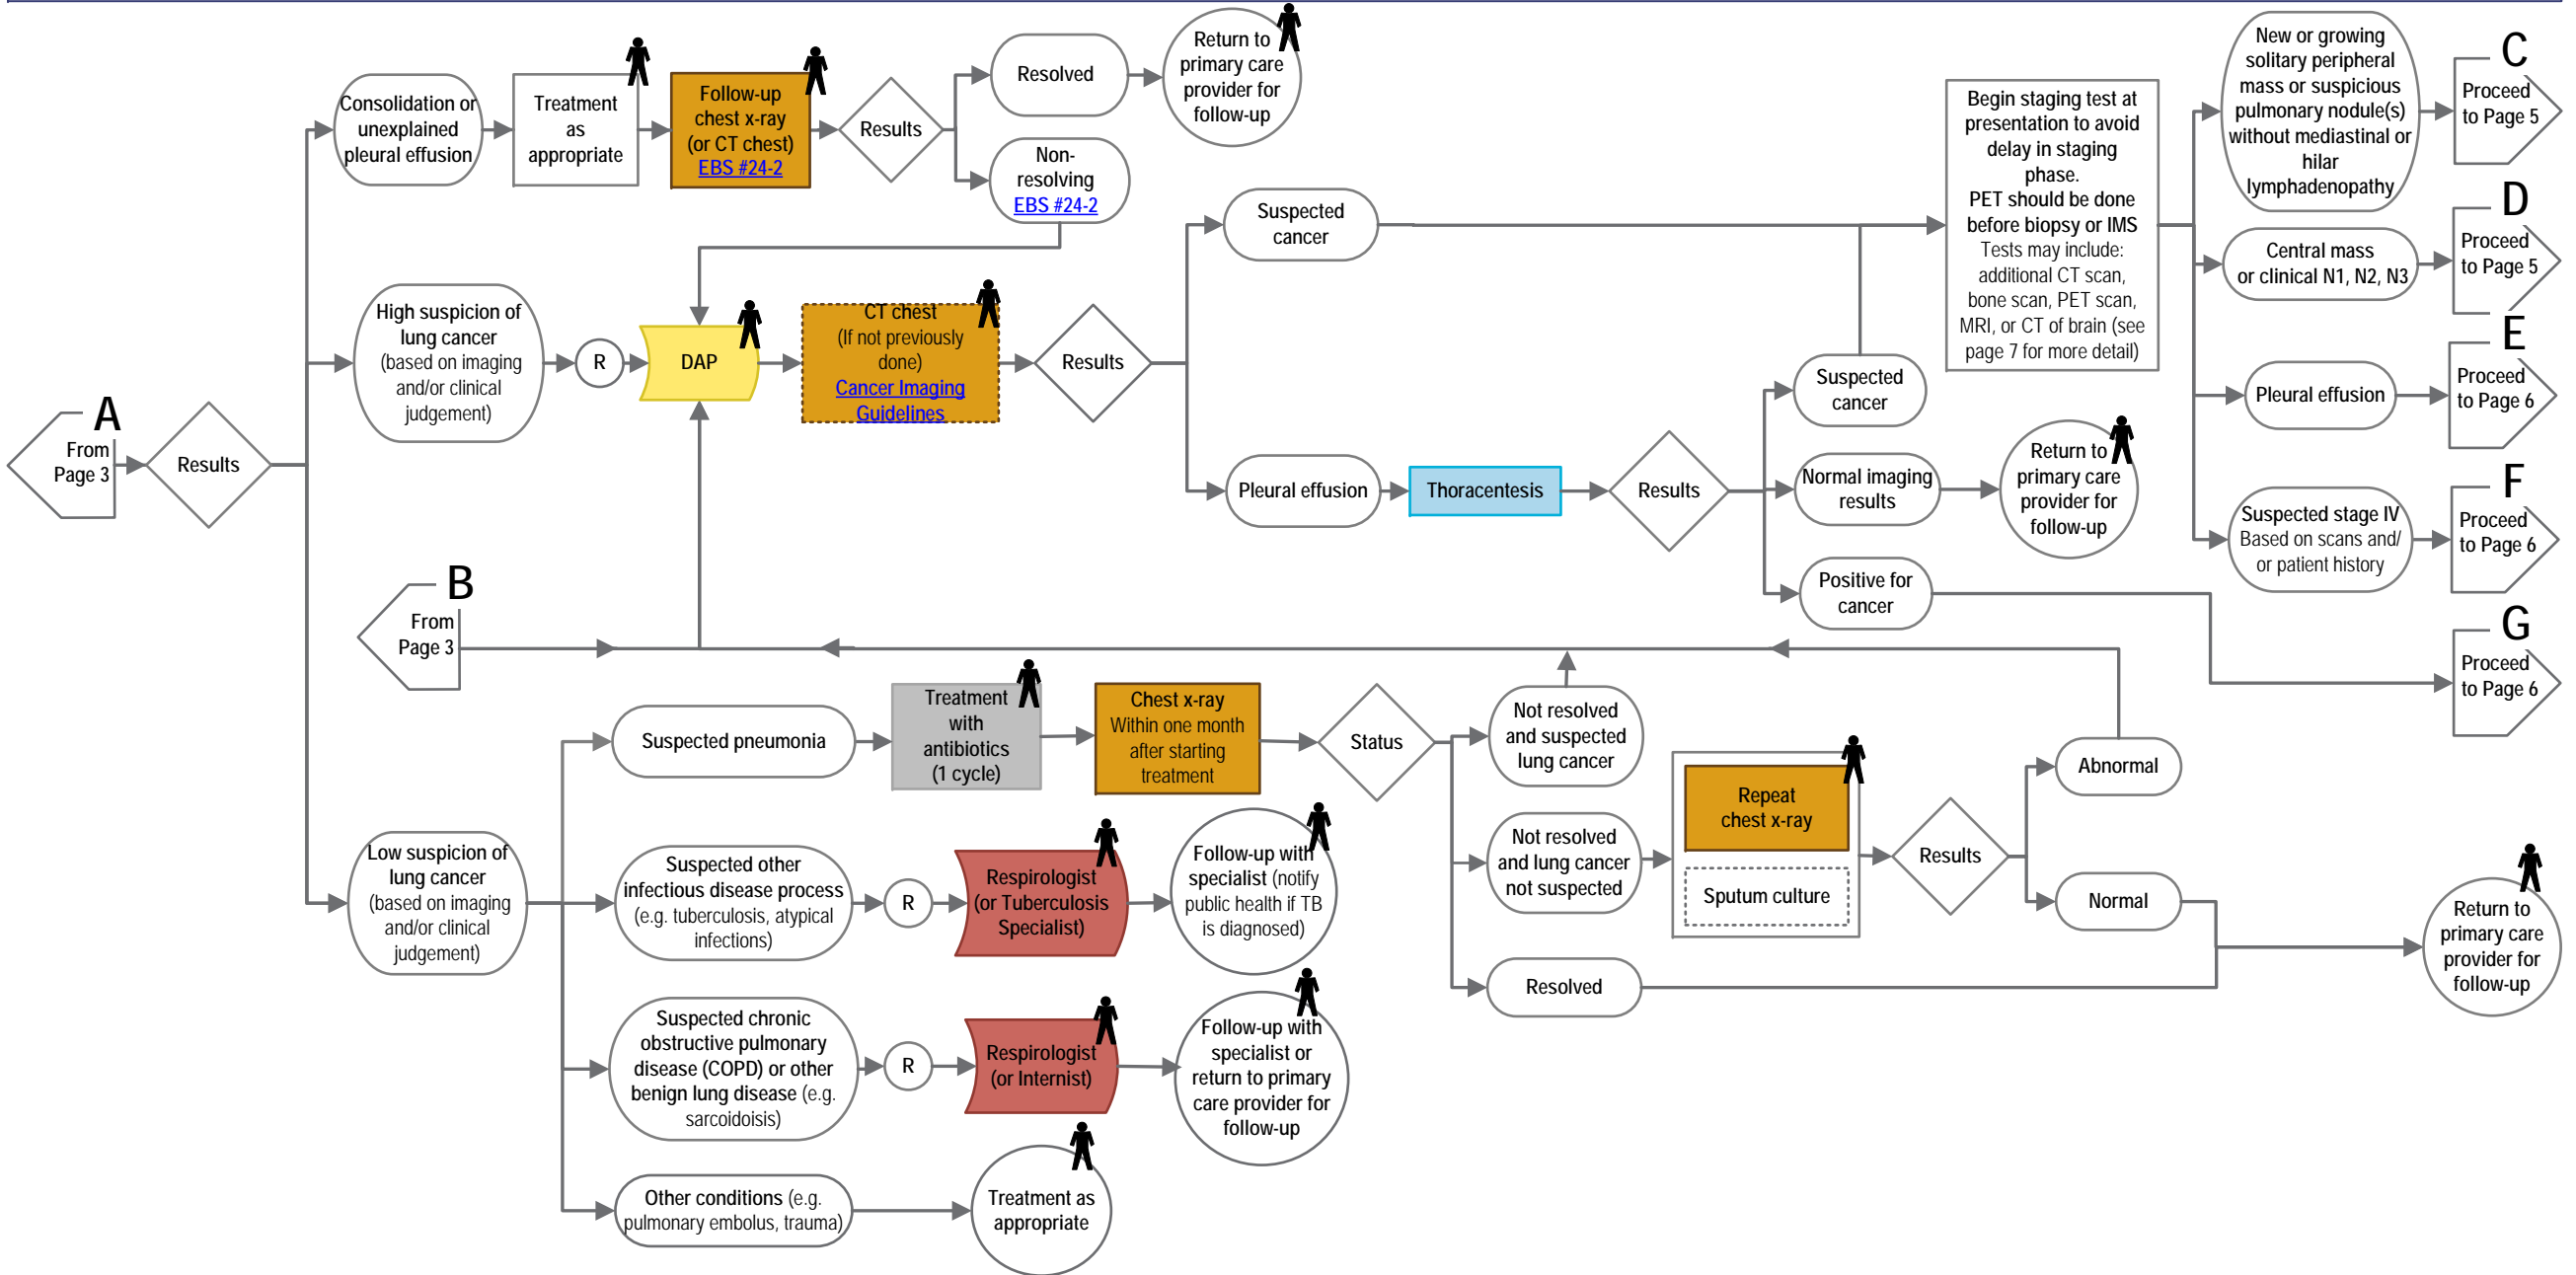 A
From
Page 3
Results
Consolidation or
unexplained
pleural effusion
Treatment
as
appropriate
Follow-up
chest x-ray
(or CT chest)
EBS #24-2
Results
Resolved
Return to
primary care
provider for
follow-up
Non-
resolving
EBS #24-2
High suspicion of
lung cancer
(based on imaging
and/or clinical
judgement)
R
DAP
CT chest
(If not previously
done)
Cancer Imaging
Guidelines
Results
Suspected
cancer
Pleural effusion
Thoracentesis
Results
Suspected
cancer
Normal imaging
results
Return to
primary care
provider for
follow-up
Positive for
cancer
Begin staging test at
presentation to avoid
delay in staging
phase.
PET should be done
before biopsy or IMS
Tests may include:
additional CT scan,
bone scan, PET scan,
MRI, or CT of brain (see
page 7 for more detail)
New or growing
solitary peripheral
mass or suspicious
pulmonary nodule(s)
without mediastinal or
hilar
lymphadenopathy
C
Proceed
to Page 5
Central mass
or clinical N1, N2, N3
D
Proceed
to Page 5
Pleural effusion
E
Proceed
to Page 6
Suspected stage IV
Based on scans and/
or patient history
F
Proceed
to Page 6
G
Proceed
to Page 6
B
From
Page 3
Low suspicion of
lung cancer
(based on imaging
and/or clinical
judgement)
Suspected pneumonia
Treatment
with
antibiotics
(1 cycle)
Chest x-ray
Within one month
after starting
treatment
Status
Not resolved
and suspected
lung cancer
Not resolved
and lung cancer
not suspected
Resolved
Repeat
chest x-ray
Sputum culture
Results
Abnormal
Normal
Return to
primary care
provider for
follow-up
Suspected other
infectious disease process
(e.g. tuberculosis, atypical
infections)
R
Respirologist
(or Tuberculosis
Specialist)
Follow-up with
specialist (notify
public health if TB
is diagnosed)
Suspected chronic
obstructive pulmonary
disease (COPD) or other
benign lung disease (e.g.
sarcoidoisis)
R
Respirologist
(or Internist)
Follow-up with
specialist or
return to primary
care provider for
follow-up
Other conditions (e.g.
pulmonary embolus, trauma)
Treatment as
appropriate